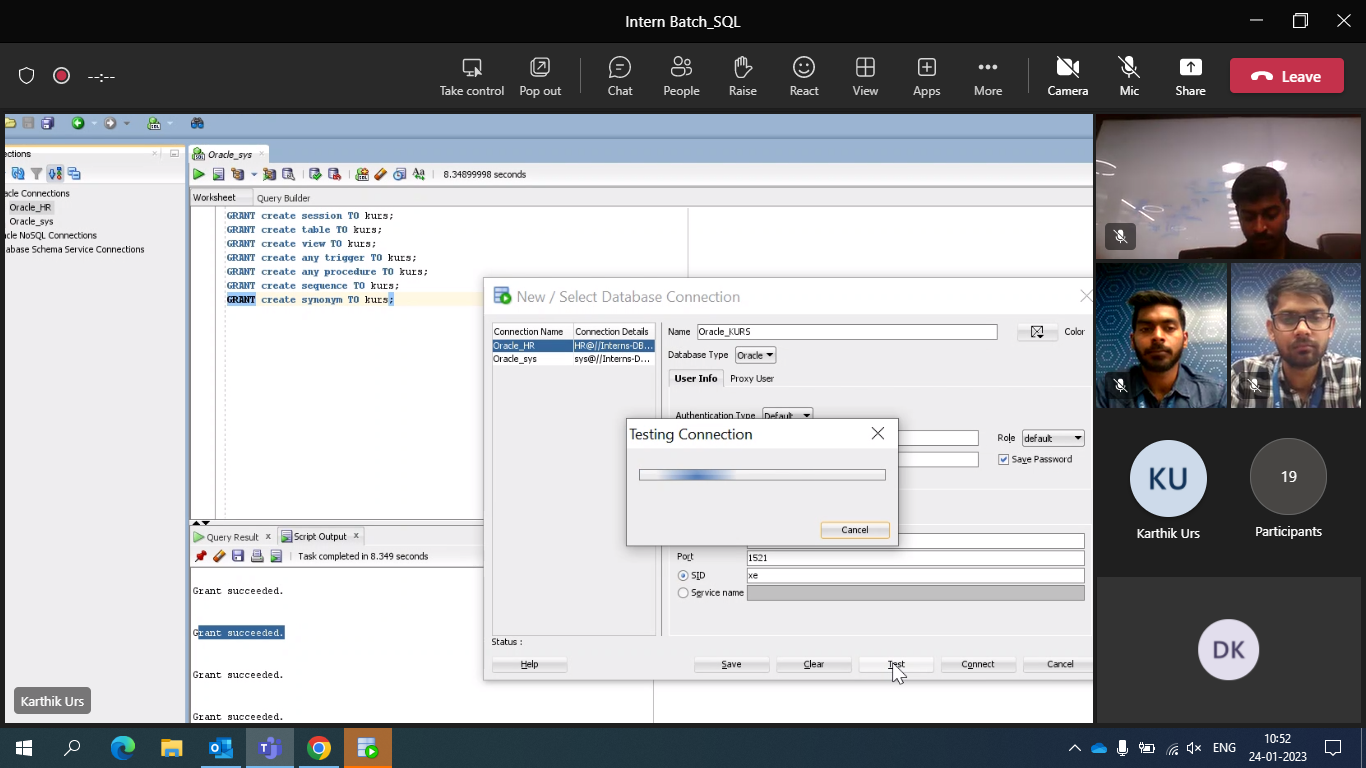 Intern Batch_SQL
--:--
Take control
Pop out
Chat
People
Raise
React
View
Apps
More
Camera
Mic
Share
Leave
ections
Oracle_sys
8.34899998 seconds
Worksheet
Query Builder
acle Connections
Oracle_HR
Oracle_sys
acle NoSQL Connections
abase Schema Service Connections
GRANT create session TO kurs;
GRANT create table TO kurs;
GRANT create view TO kurs;
GRANT create any trigger TO kurs;
GRANT create any procedure TO kurs;
GRANT create sequence TO kurs;
GRANT create synonym TO kurs;
New / Select Database Connection
Connection Name
Connection Details
Oracle_HR
HR@//Interns-DB...
Oracle_sys
sys@//Interns-D...
Name
Oracle_KURS
Color
Database Type
Oracle
User Info
Proxy User
Authentication Type
Default
Role
default
Save Password
Testing Connection
Cancel
Port
1521
SID
xe
Service name
Status :
Help
Save
Clear
Test
Connect
Cancel
Query Result
Script Output
Task completed in 8.349 seconds
Grant succeeded.
Grant succeeded.
Grant succeeded.
Grant succeeded.
Karthik Urs
KU
Karthik Urs
19
Participants
DK
ENG
10:52
24-01-2023